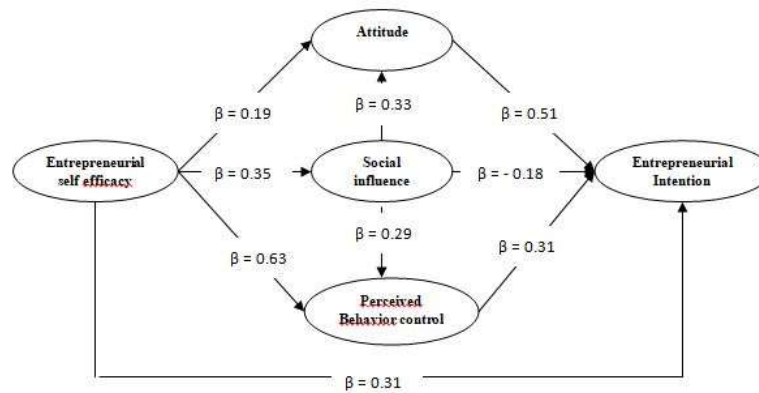 Attitude
β = 0.19
β = 0.33
β = 0.51
Entrepreneurial
self efficacy
β = 0.35
Social
influence
β = - 0.18
Entrepreneurial
Intention
β = 0.63
β = 0.29
β = 0.31
Perceived
Behavior control
β = 0.31